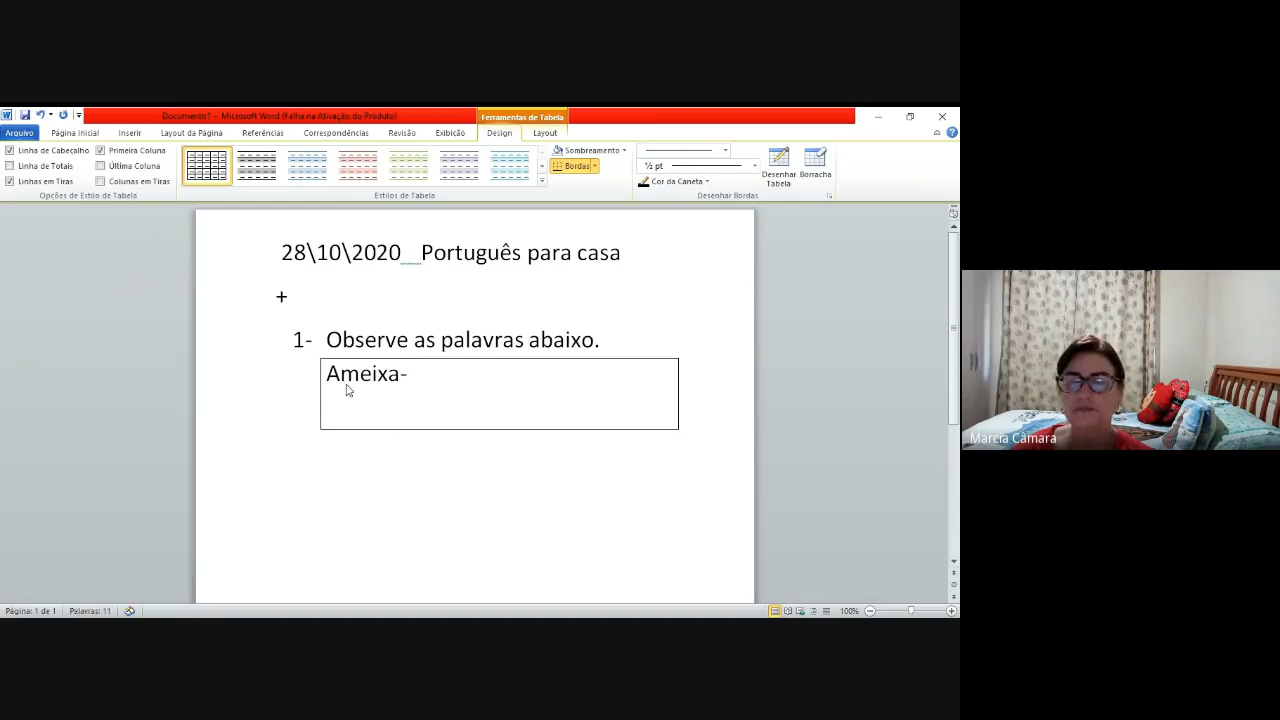 Documento1 - Microsoft Word (Falha na Ativação do Produto)
Ferramentas de Tabela
Arquivo Página Inicial Inserir Layout da Página Referências Correspondências Revisão Exibição Design Layout
Linha de Cabeçalho Primeira Coluna
Linha de Totais Última Coluna
Linhas em Tiras Colunas em Tiras
Opções de Estilo de Tabela
Estilos de Tabela
Sombreamento
Bordas
½ pt
Cor da Caneta
Desenhar Tabela
Borracha
Desenhar Bordas
28\10\2020 Português para casa
+
1- Observe as palavras abaixo.
Ameixa-
Marcia Câmara
Página: 1 de 1 Palavras: 11
100%